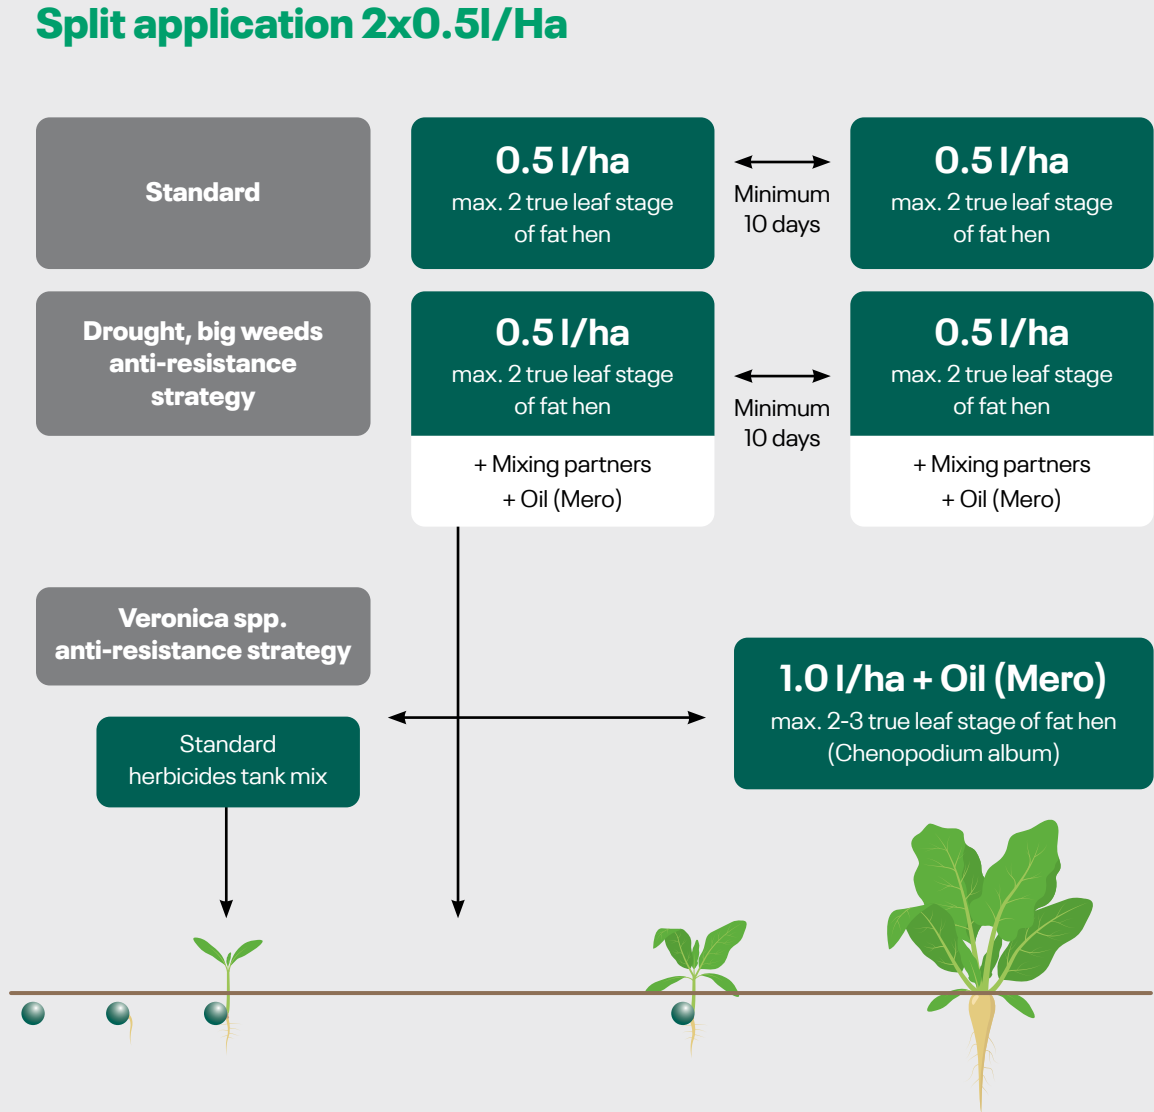 Split application 2x0.5l/Ha
Standard
0.5 l/ha
max. 2 true leaf stage
of fat hen
Minimum
10 days
0.5 l/ha
max. 2 true leaf stage
of fat hen
Drought, big weeds
anti-resistance
strategy
0.5 l/ha
max. 2 true leaf stage
of fat hen
+ Mixing partners
+ Oil (Mero)
Minimum
10 days
0.5 l/ha
max. 2 true leaf stage
of fat hen
+ Mixing partners
+ Oil (Mero)
Veronica spp.
anti-resistance strategy
Standard
herbicides tank mix
1.0 l/ha + Oil (Mero)
max. 2-3 true leaf stage of fat hen
(Chenopodium album)